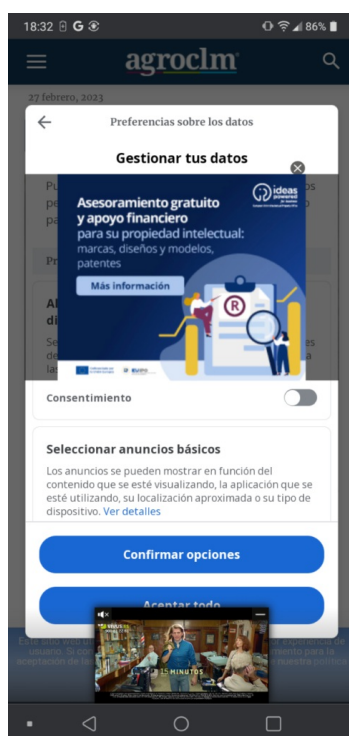 18:32 G 86%
agroclm
27 febrero, 2023
Preferencias sobre los datos
Gestionar tus datos
ideas
powered
Asesoramiento gratuito
y apoyo financiero
para su propiedad intelectual:
marcas, diseños y modelos,
patentes
Más información
R
Consentimiento
Seleccionar anuncios básicos
Los anuncios se pueden mostrar en función del
contenido que se esté visualizando, la aplicación que se
esté utilizando, su localización aproximada o su tipo de
dispositivo. Ver detalles
Confirmar opciones
Aceptar todo
15 MINUTOS